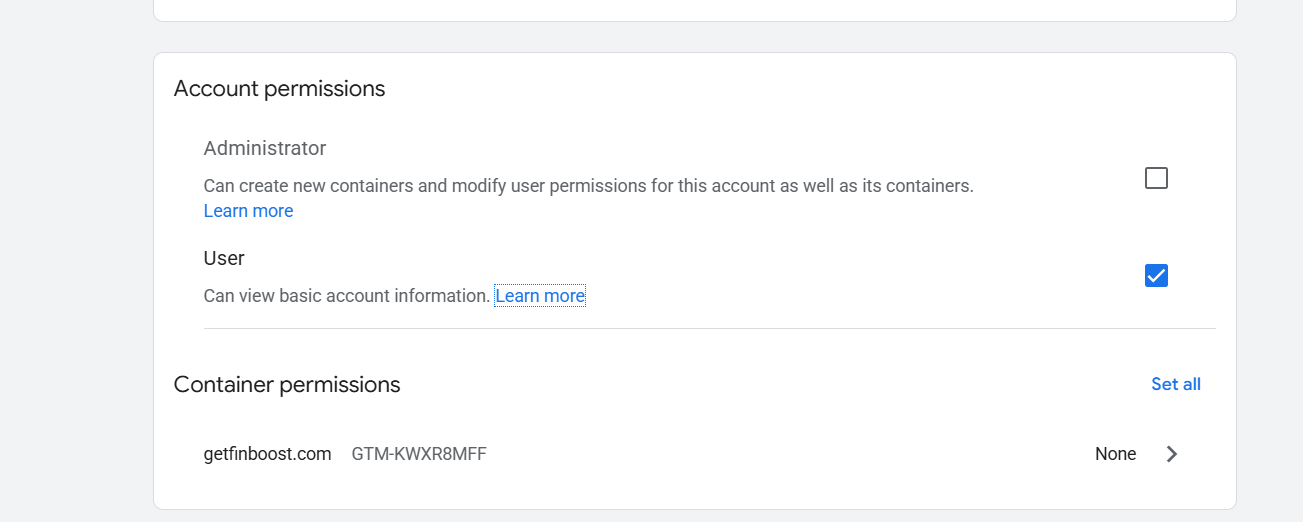 Account permissions
Administrator
Can create new containers and modify user permissions for this account as well as its containers.
Learn more
User
Can view basic account information. Learn more
Container permissions
Set all
getfinboost.com GTM-KWXR8MFF
None